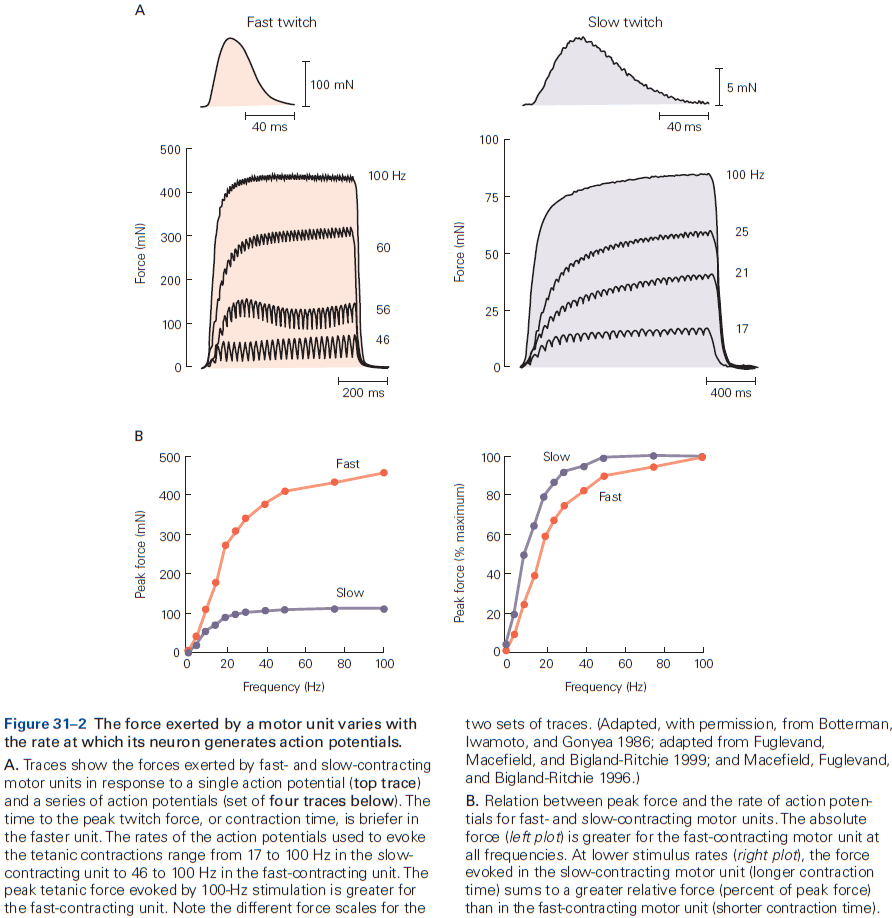 A
Fast twitch
Slow twitch
100 mN
40 ms
5 mN
40 ms
500
400
300
200
100
0
Force (mN)
100 Hz
60
56
46
200 ms
100
75
50
25
0
Force (mN)
100 Hz
25
21
17
400 ms
B
500
400
300
200
100
0
Peak force (mN)
Fast
Slow
0 20 40 60 80 100
Frequency (Hz)
100
80
60
40
20
0
Peak force (% maximum)
Slow
Fast
0 20 40 60 80 100
Frequency (Hz)
Figure 31–2 The force exerted by a motor unit varies with
the rate at which its neuron generates action potentials.
A. Traces show the forces exerted by fast- and slow-contracting
motor units in response to a single action potential (top trace)
and a series of action potentials (set of four traces below). The
time to the peak twitch force, or contraction time, is briefer in
the faster unit. The rates of the action potentials used to evoke
the tetanic contractions range from 17 to 100 Hz in the slow-
contracting unit to 46 to 100 Hz in the fast-contracting unit. The
peak tetanic force evoked by 100-Hz stimulation is greater for
the fast-contracting unit. Note the different force scales for the
two sets of traces. (Adapted, with permission, from Botterman,
Iwamoto, and Gonyea 1986; adapted from Fuglevand,
Macefield, and Bigland-Ritchie 1999; and Macefield, Fuglevand,
and Bigland-Ritchie 1996.)
B. Relation between peak force and the rate of action poten-
tials for fast- and slow-contracting motor units. The absolute
force (left plot) is greater for the fast-contracting motor unit at
all frequencies. At lower stimulus rates (right plot), the force
evoked in the slow-contracting motor unit (longer contraction
time) sums to a greater relative force (percent of peak force)
than in the fast-contracting motor unit (shorter contraction time).